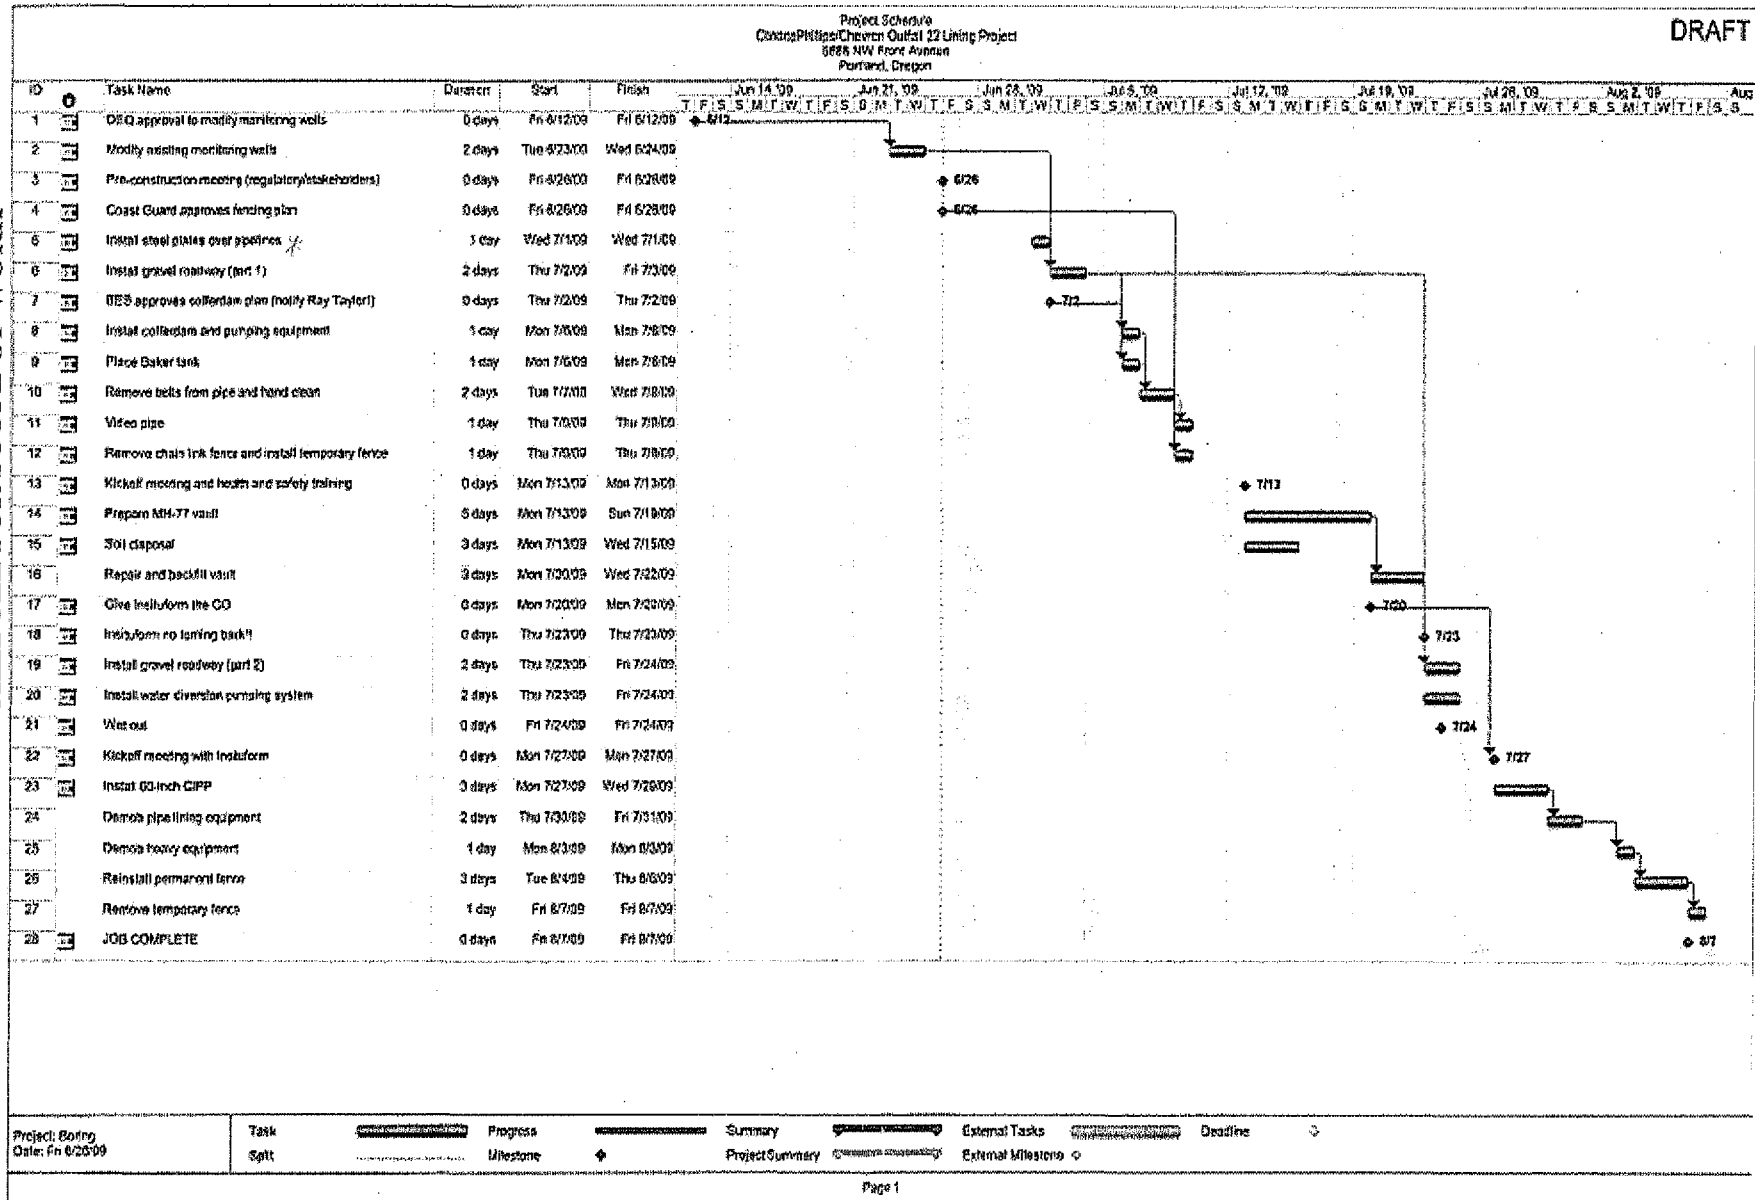 Project Schedule
DRAFT
ConocoPhillips/Chevron Outfall 22 Lining Project
NW Front Avenue
Portland, Oregon
ID Task Name Duration Start Finish Jun 14, '09 Jun 21, '09 Jun 28, '09 Jul 5, '09 Jul 12, '09 Jul 19, '09 Jul 26, '09 Aug 2, '09 Aug
T F S S M T W T F S S M T W T F S S M T W T F S S M T W T F S S M T W T F S S M T W T F S S M T W T F S S M T W T F S S
1 DEQ approval to modify monitoring wells 0 days Fri 6/12/09 Fri 6/12/09 6/12
2 Modify existing monitoring wells 2 days Tue 6/23/09 Wed 6/24/09
3 Pre-construction meeting (regulatory/stakeholders) 0 days Fri 6/26/09 Fri 6/26/09 6/26
4 Coast Guard approves fencing plan 0 days Fri 6/26/09 Fri 6/26/09 6/26
5 Install steel plates over pipelines 1 day Wed 7/1/09 Wed 7/1/09
6 Install gravel roadway (part 1) 2 days Thu 7/2/09 Fri 7/3/09
7 BES approves cofferdam plan (notify Ray Taylor!) 0 days Thu 7/2/09 Thu 7/2/09 7/2
8 Install cofferdam and pumping equipment 1 day Mon 7/6/09 Mon 7/6/09
9 Place Baker tank 1 day Mon 7/6/09 Mon 7/6/09
10 Remove bolts from pipe and hand clean 2 days Tue 7/7/09 Wed 7/8/09
11 Video pipe 1 day Thu 7/9/09 Thu 7/9/09
12 Remove chain link fence and install temporary fence 1 day Thu 7/9/09 Thu 7/9/09
13 Kickoff meeting and health and safety training 0 days Mon 7/13/09 Mon 7/13/09 7/13
14 Prepare MH-77 vault days Mon 7/13/09 Sun 7/19/09
15 Soil disposal 3 days Mon 7/13/09 Wed 7/15/09
16 Repair and backfill vault 3 days Mon 7/20/09 Wed 7/22/09
17 Give Insituform the GO 0 days Mon 7/20/09 Mon 7/20/09 7/20
18 Insituform no turning back!! 0 days Thu 7/23/09 Thu 7/23/09 7/23
19 Install gravel roadway (part 2) 2 days Thu 7/23/09 Fri 7/24/09
20 Install water diversion pumping system 2 days Thu 7/23/09 Fri 7/24/09
21 Wet out 0 days Fri 7/24/09 Fri 7/24/09 7/24
22 Kickoff meeting with Insituform 0 days Mon 7/27/09 Mon 7/27/09 7/27
23 Install 60-inch CIPP 3 days Mon 7/27/09 Wed 7/29/09
24 Demob pipe lining equipment 2 days Thu 7/30/09 Fri 7/31/09
25 Demob heavy equipment 1 day Mon 8/3/09 Mon 8/3/09
26 Reinstall permanent fence 3 days Tue 8/4/09 Thu 8/6/09
27 Remove temporary fence 1 day Fri 8/7/09 Fri 8/7/09
28 JOB COMPLETE 0 days Fri 8/7/09 Fri 8/7/09 8/7
Project: Boring
Date: Fri 6/26/09
Task Progress Summary External Tasks Deadline
Split Milestone Project Summary External Milestone
Page 1